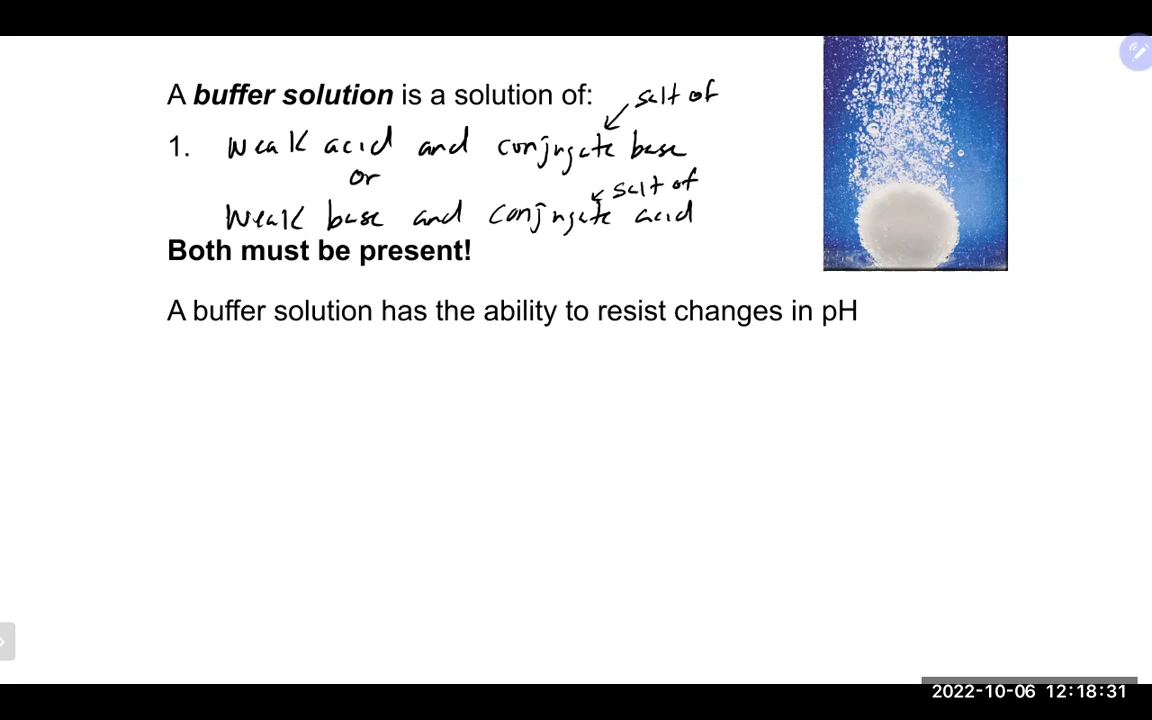 A buffer solution is a solution of:
salt of
1. weak acid and conjugate base
or
salt of
weak base and conjugate acid
Both must be present!
A buffer solution has the ability to resist changes in pH
2022-10-06 12:18:31